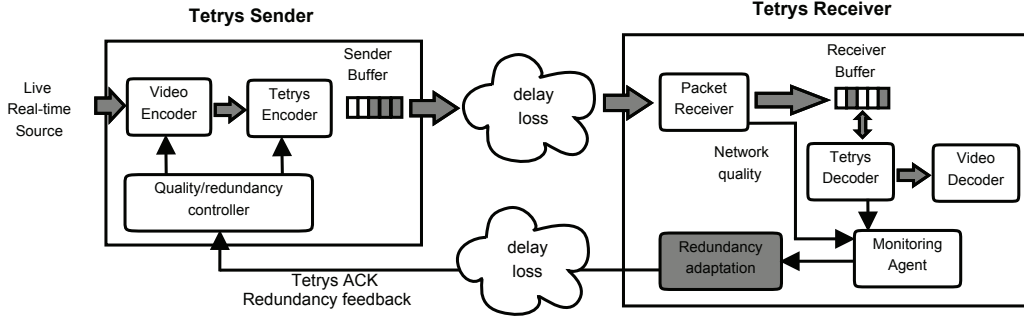 Tetrys Sender
Tetrys Receiver
Live
Real-time
Source
Video
Encoder
Tetrys
Encoder
Sender
Buffer
Quality/redundancy
controller
delay
loss
Packet
Receiver
Receiver
Buffer
Network
quality
Tetrys
Decoder
Video
Decoder
Monitoring
Agent
Redundancy
adaptation
delay
loss
Tetrys ACK
Redundancy feedback